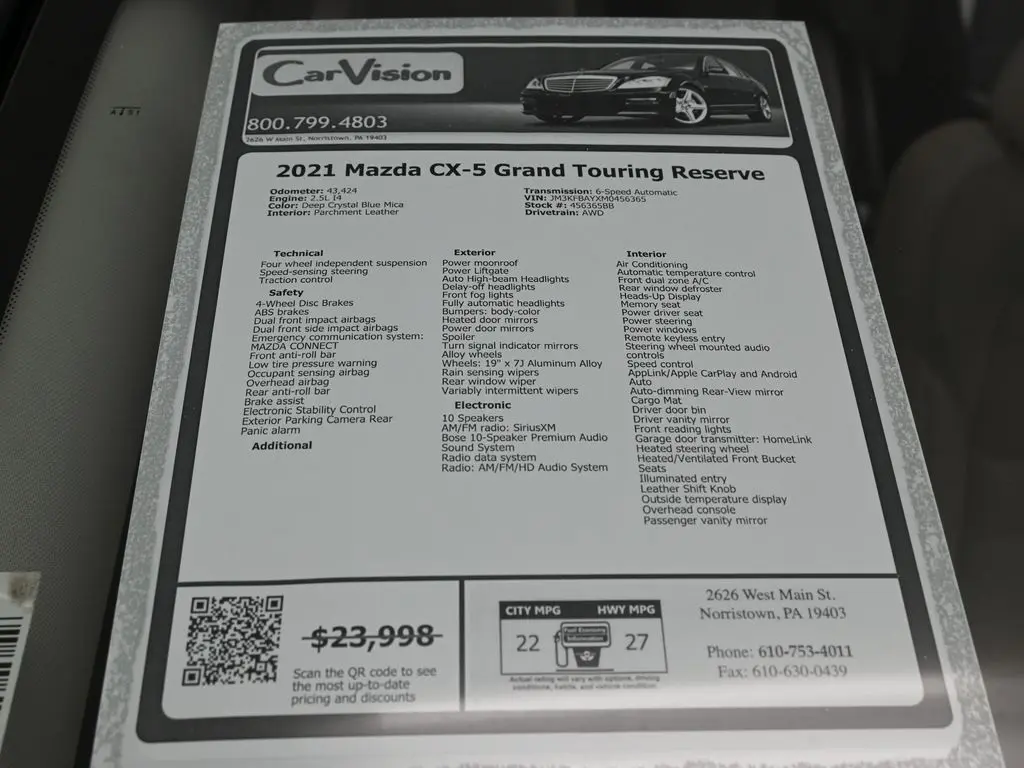 CarVision
800.799.4803
2626 W Main St, Norristown, PA 19403
2021 Mazda CX-5 Grand Touring Reserve
Odometer: 43,424
Engine: 2.5L I4
Color: Deep Crystal Blue Mica
Interior: Parchment Leather
Transmission: 6-Speed Automatic
VIN: JM3KFBAYXM0456365
Stock #: 456365BB
Drivetrain: AWD
Technical
Four wheel independent suspension
Speed-sensing steering
Traction control
Safety
4-Wheel Disc Brakes
ABS brakes
Dual front impact airbags
Dual front side impact airbags
Emergency communication system:
MAZDA CONNECT
Front anti-roll bar
Low tire pressure warning
Occupant sensing airbag
Overhead airbag
Rear anti-roll bar
Brake assist
Electronic Stability Control
Exterior Parking Camera Rear
Panic alarm
Additional
Exterior
Power moonroof
Power Liftgate
Auto High-beam Headlights
Delay-off headlights
Front fog lights
Fully automatic headlights
Bumpers: body-color
Heated door mirrors
Power door mirrors
Spoiler
Turn signal indicator mirrors
Alloy wheels
Wheels: 19" x 7J Aluminum Alloy
Rain sensing wipers
Rear window wiper
Variably intermittent wipers
Electronic
10 Speakers
AM/FM radio: SiriusXM
Bose 10-Speaker Premium Audio
Sound System
Radio data system
Radio: AM/FM/HD Audio System
Interior
Air Conditioning
Automatic temperature control
Front dual zone A/C
Rear window defroster
Heads-Up Display
Memory seat
Power driver seat
Power steering
Power windows
Remote keyless entry
Steering wheel mounted audio
controls
Speed control
AppLink/Apple CarPlay and Android
Auto
Auto-dimming Rear-View mirror
Cargo Mat
Driver door bin
Driver vanity mirror
Front reading lights
Garage door transmitter: HomeLink
Heated steering wheel
Heated/Ventilated Front Bucket
Seats
Illuminated entry
Leather Shift Knob
Outside temperature display
Overhead console
Passenger vanity mirror
$23,998
Scan the QR code to see
the most up-to-date
pricing and discounts
CITY MPG HWY MPG
22 27
Fuel Economy
Information
Actual rating will vary with options, driving
conditions, habits, and vehicle condition.
2626 West Main St.
Norristown, PA 19403
Phone: 610-753-4011
Fax: 610-630-0439